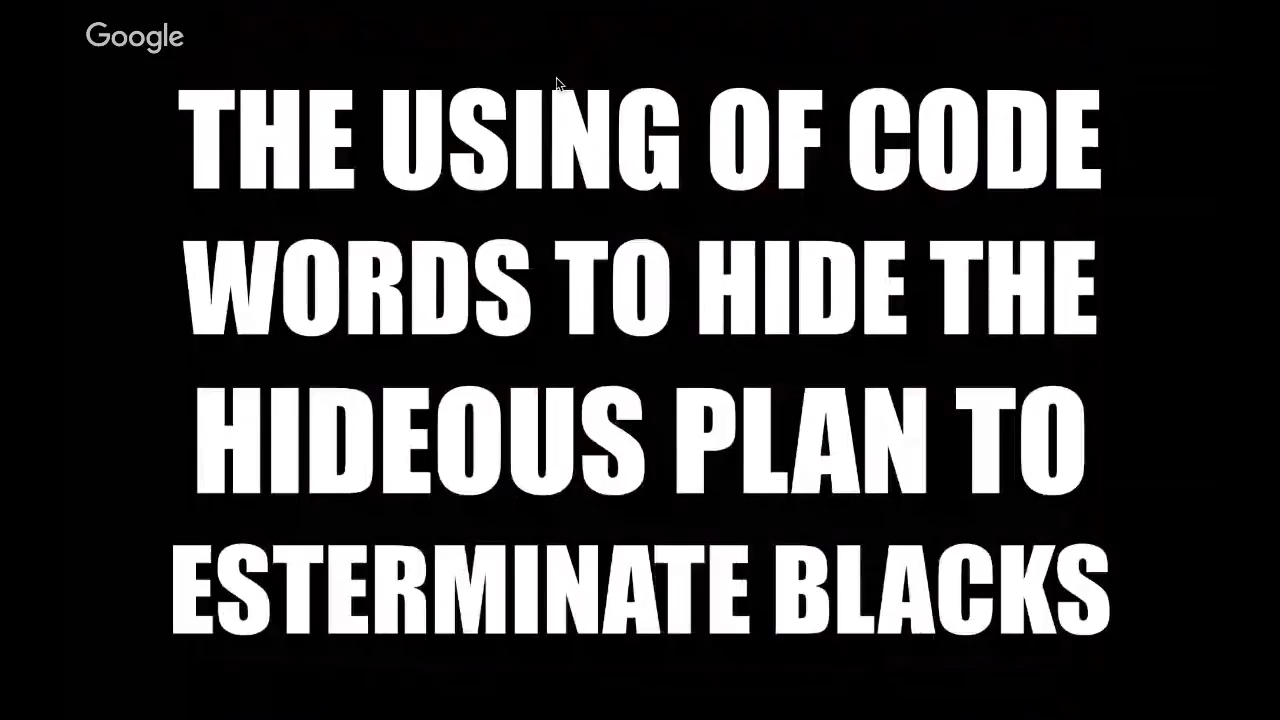 Google
THE USING OF CODE
WORDS TO HIDE THE
HIDEOUS PLAN TO
ESTERMINATE BLACKS